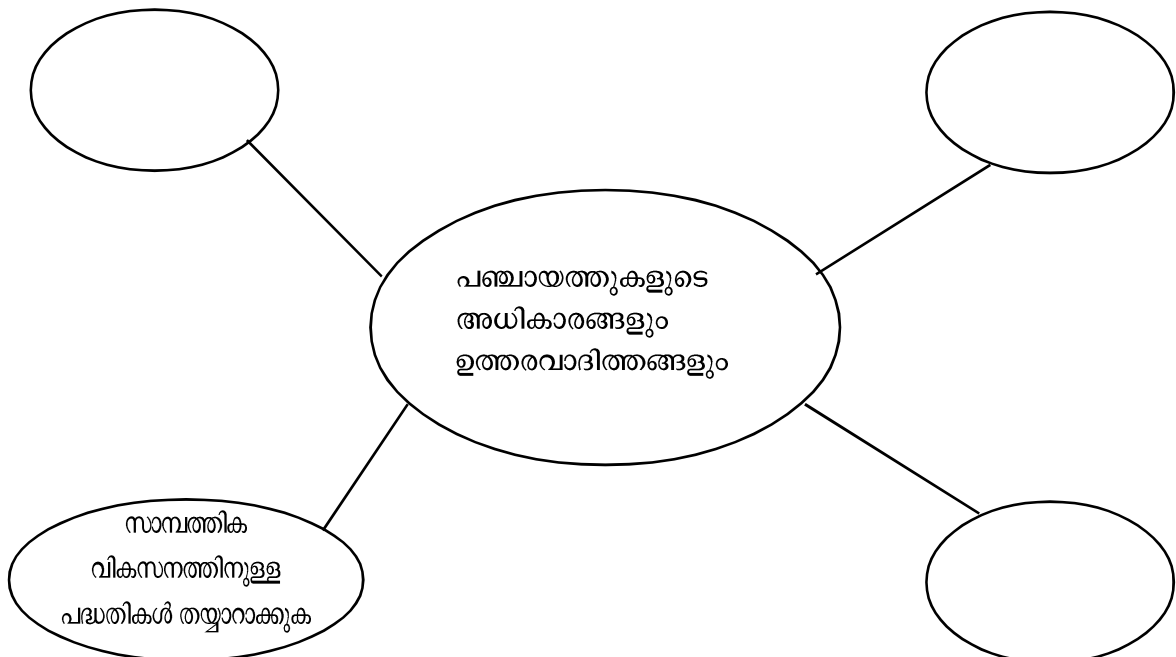 പഞ്ചായത്തുകളുടെ
അധികാരങ്ങളും
ഉത്തരവാദിത്തങ്ങളും
സാമ്പത്തിക
വികസനത്തിനുള്ള
പദ്ധതികൾ തയ്യാറാക്കുക